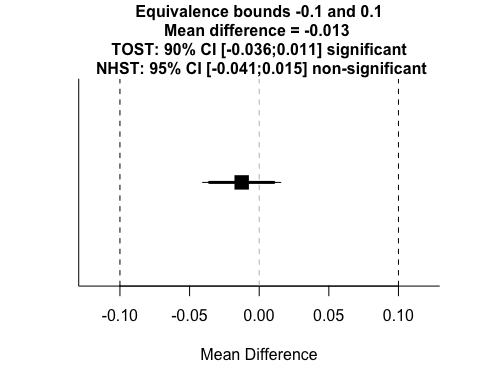 Equivalence bounds -0.1 and 0.1
Mean difference = -0.013
TOST: 90% CI [-0.036;0.011] significant
NHST: 95% CI [-0.041;0.015] non-significant
-0.10 -0.05 0.00 0.05 0.10
Mean Difference